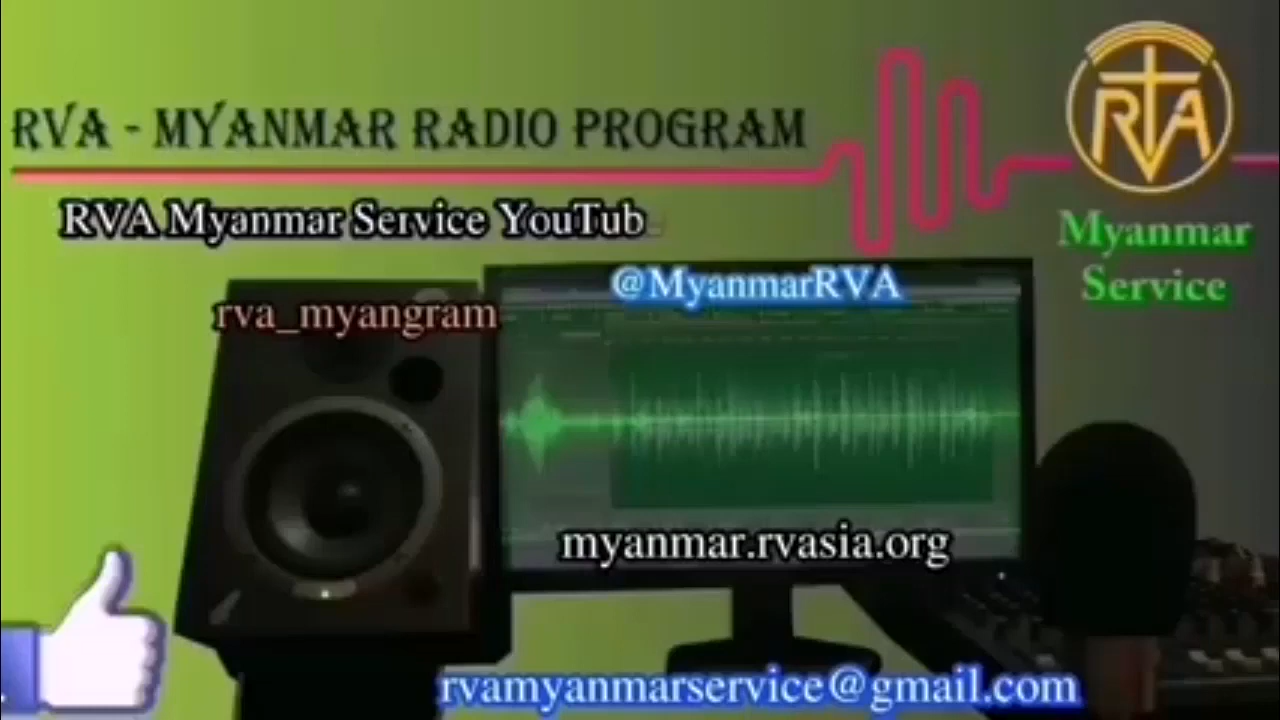 RVA - MYANMAR RADIO PROGRAM
RVA
Myanmar
Service
RVA Myanmar Service YouTub
@MyanmarRVA
rva_myangram
myanmar.rvasia.org
rvamyanmarservice@gmail.com